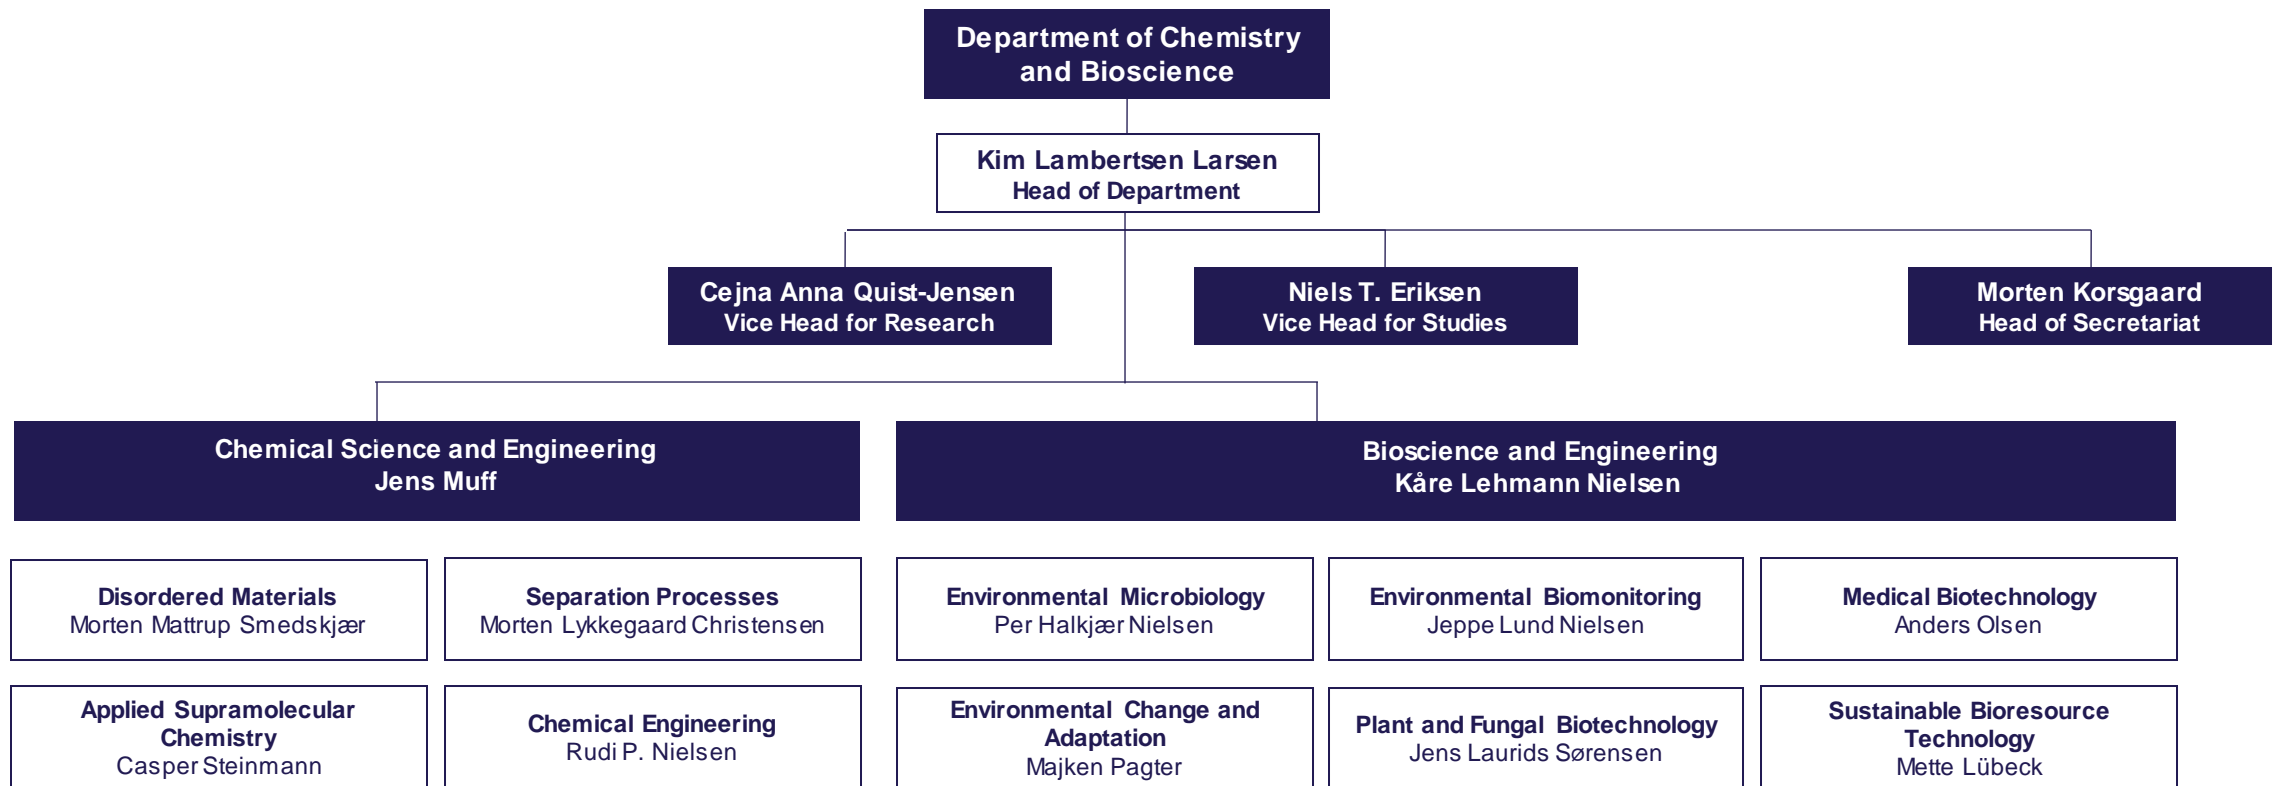 Department of Chemistry
and Bioscience
Kim Lambertsen Larsen
Head of Department
Cejna Anna Quist-Jensen
Vice Head for Research
Niels T. Eriksen
Vice Head for Studies
Morten Korsgaard
Head of Secretariat
Chemical Science and Engineering
Jens Muff
Bioscience and Engineering
Kåre Lehmann Nielsen
Disordered Materials
Morten Mattrup Smedskjær
Separation Processes
Morten Lykkegaard Christensen
Environmental Microbiology
Per Halkjær Nielsen
Environmental Biomonitoring
Jeppe Lund Nielsen
Medical Biotechnology
Anders Olsen
Applied Supramolecular
Chemistry
Casper Steinmann
Chemical Engineering
Rudi P. Nielsen
Environmental Change and
Adaptation
Majken Pagter
Plant and Fungal Biotechnology
Jens Laurids Sørensen
Sustainable Bioresource
Technology
Mette Lübeck